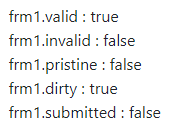 frm1.valid : true
frm1.invalid : false
frm1.pristine : false
frm1.dirty : true
frm1.submitted : false